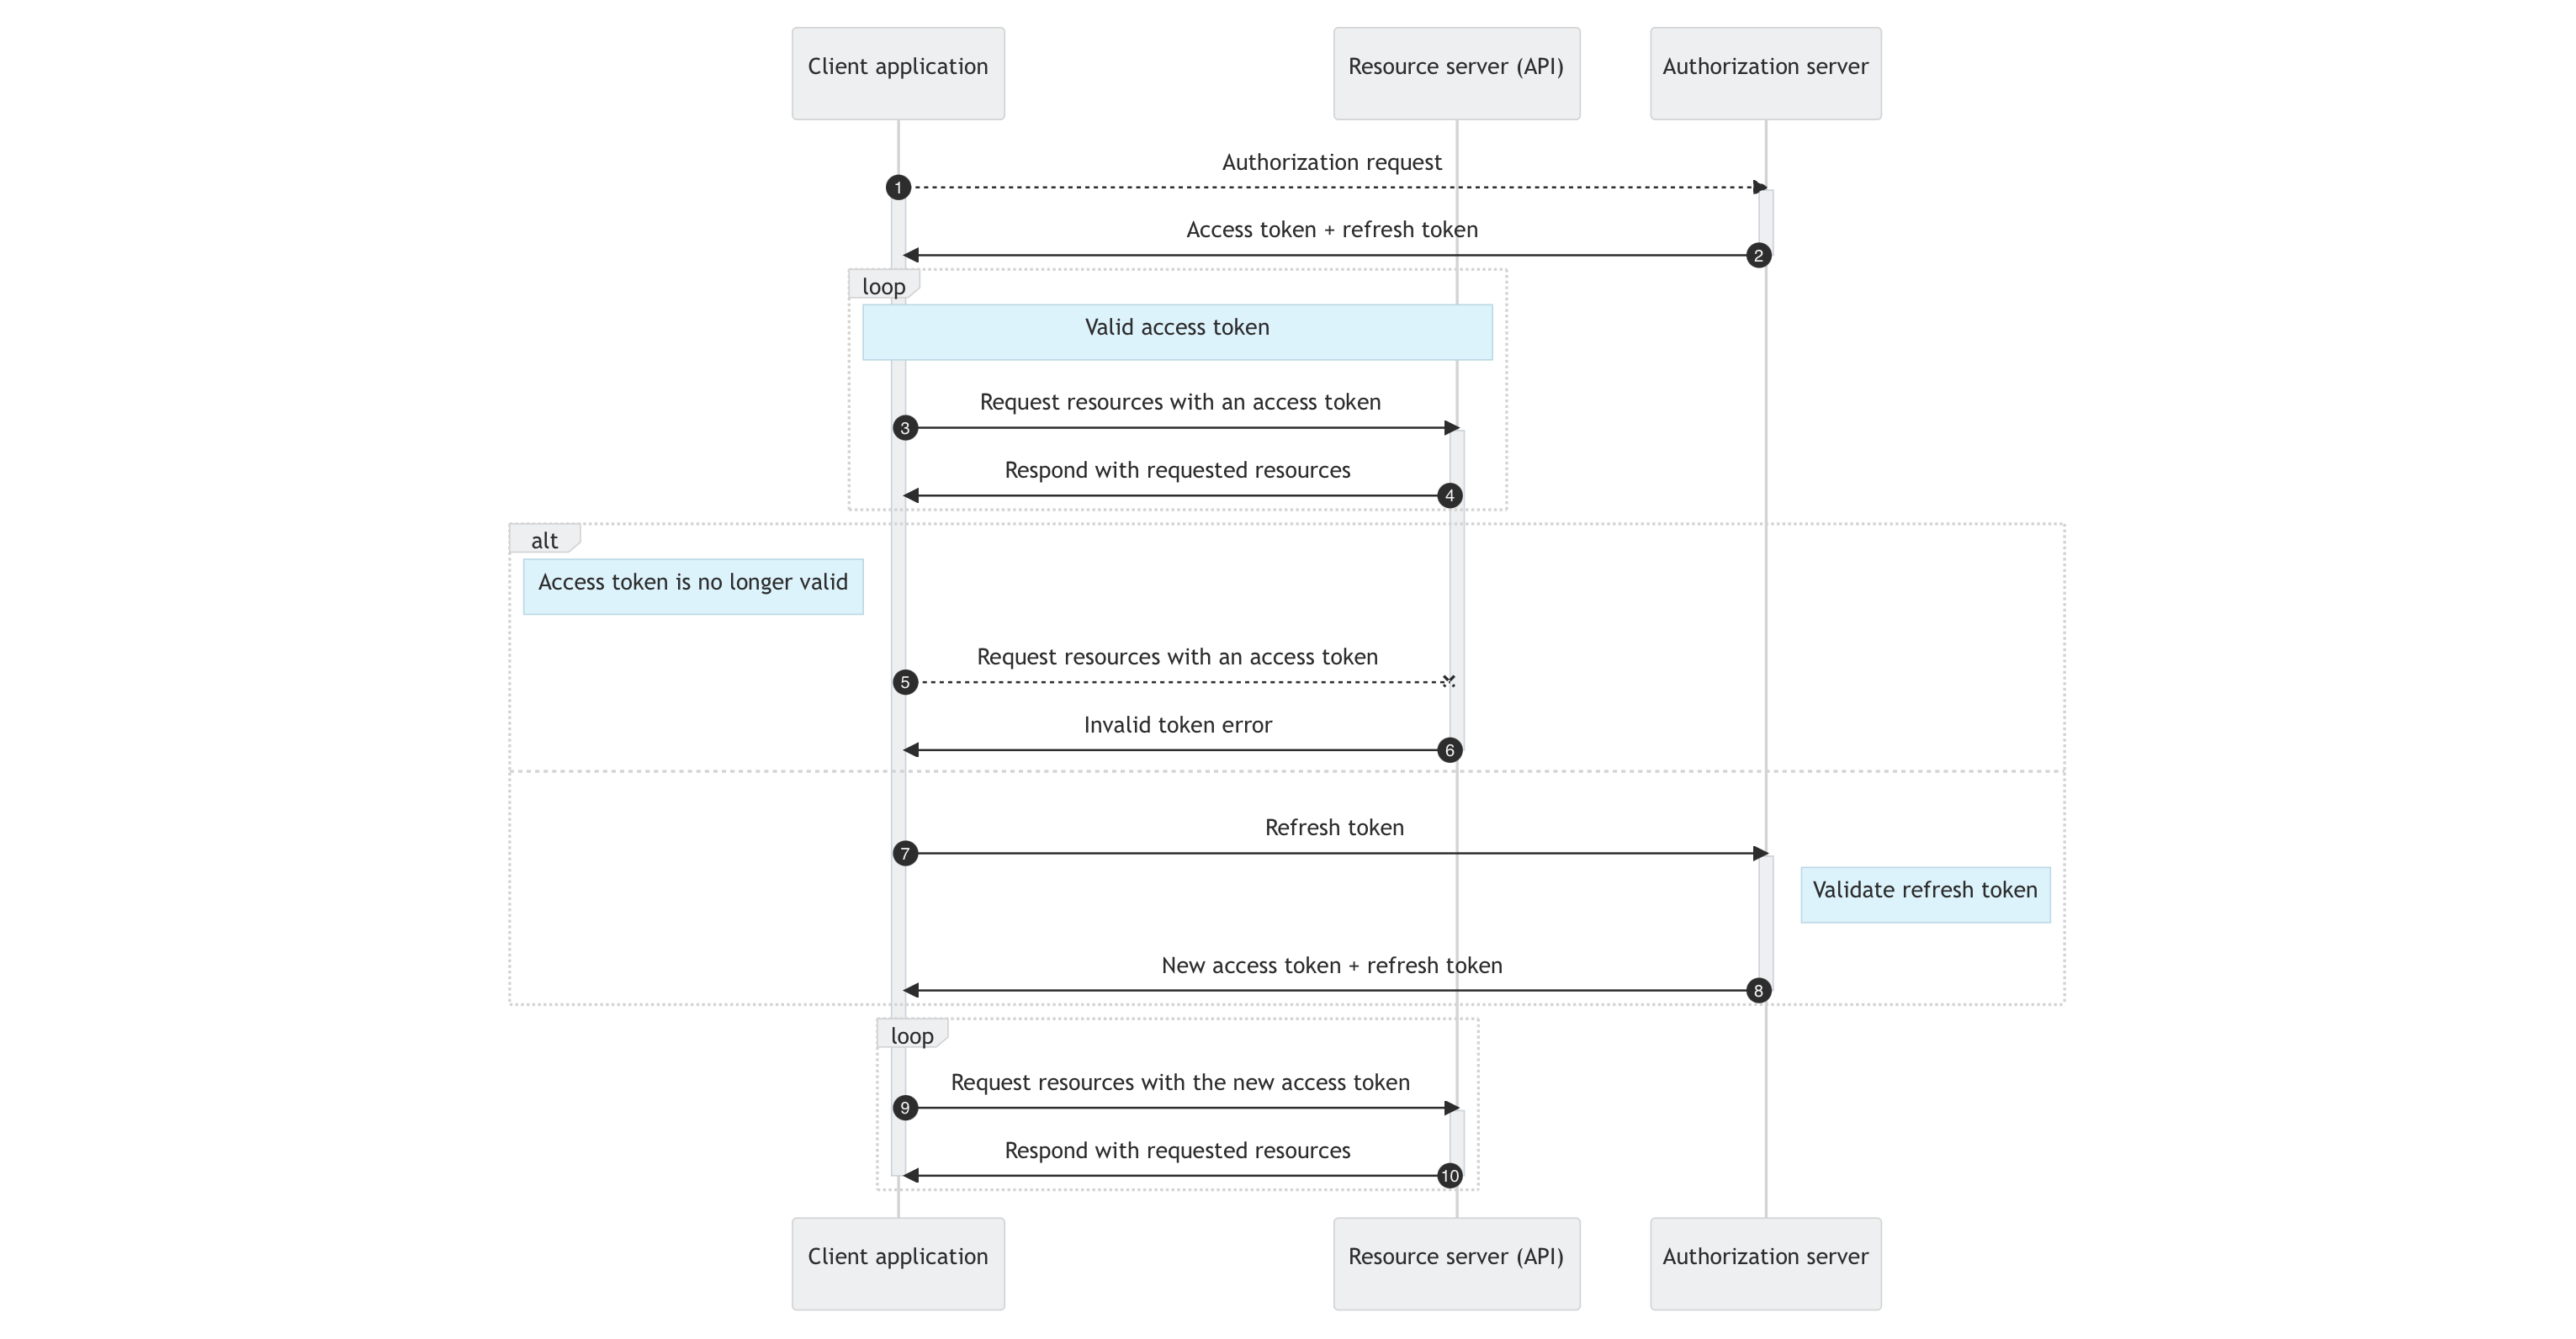 Client application
Resource server (API)
Authorization server
Authorization request
1
Access token + refresh token
2
loop
Valid access token
Request resources with an access token
3
Respond with requested resources
4
alt
Access token is no longer valid
Request resources with an access token
5
Invalid token error
6
Refresh token
7
Validate refresh token
New access token + refresh token
8
loop
Request resources with the new access token
9
Respond with requested resources
10
Client application
Resource server (API)
Authorization server